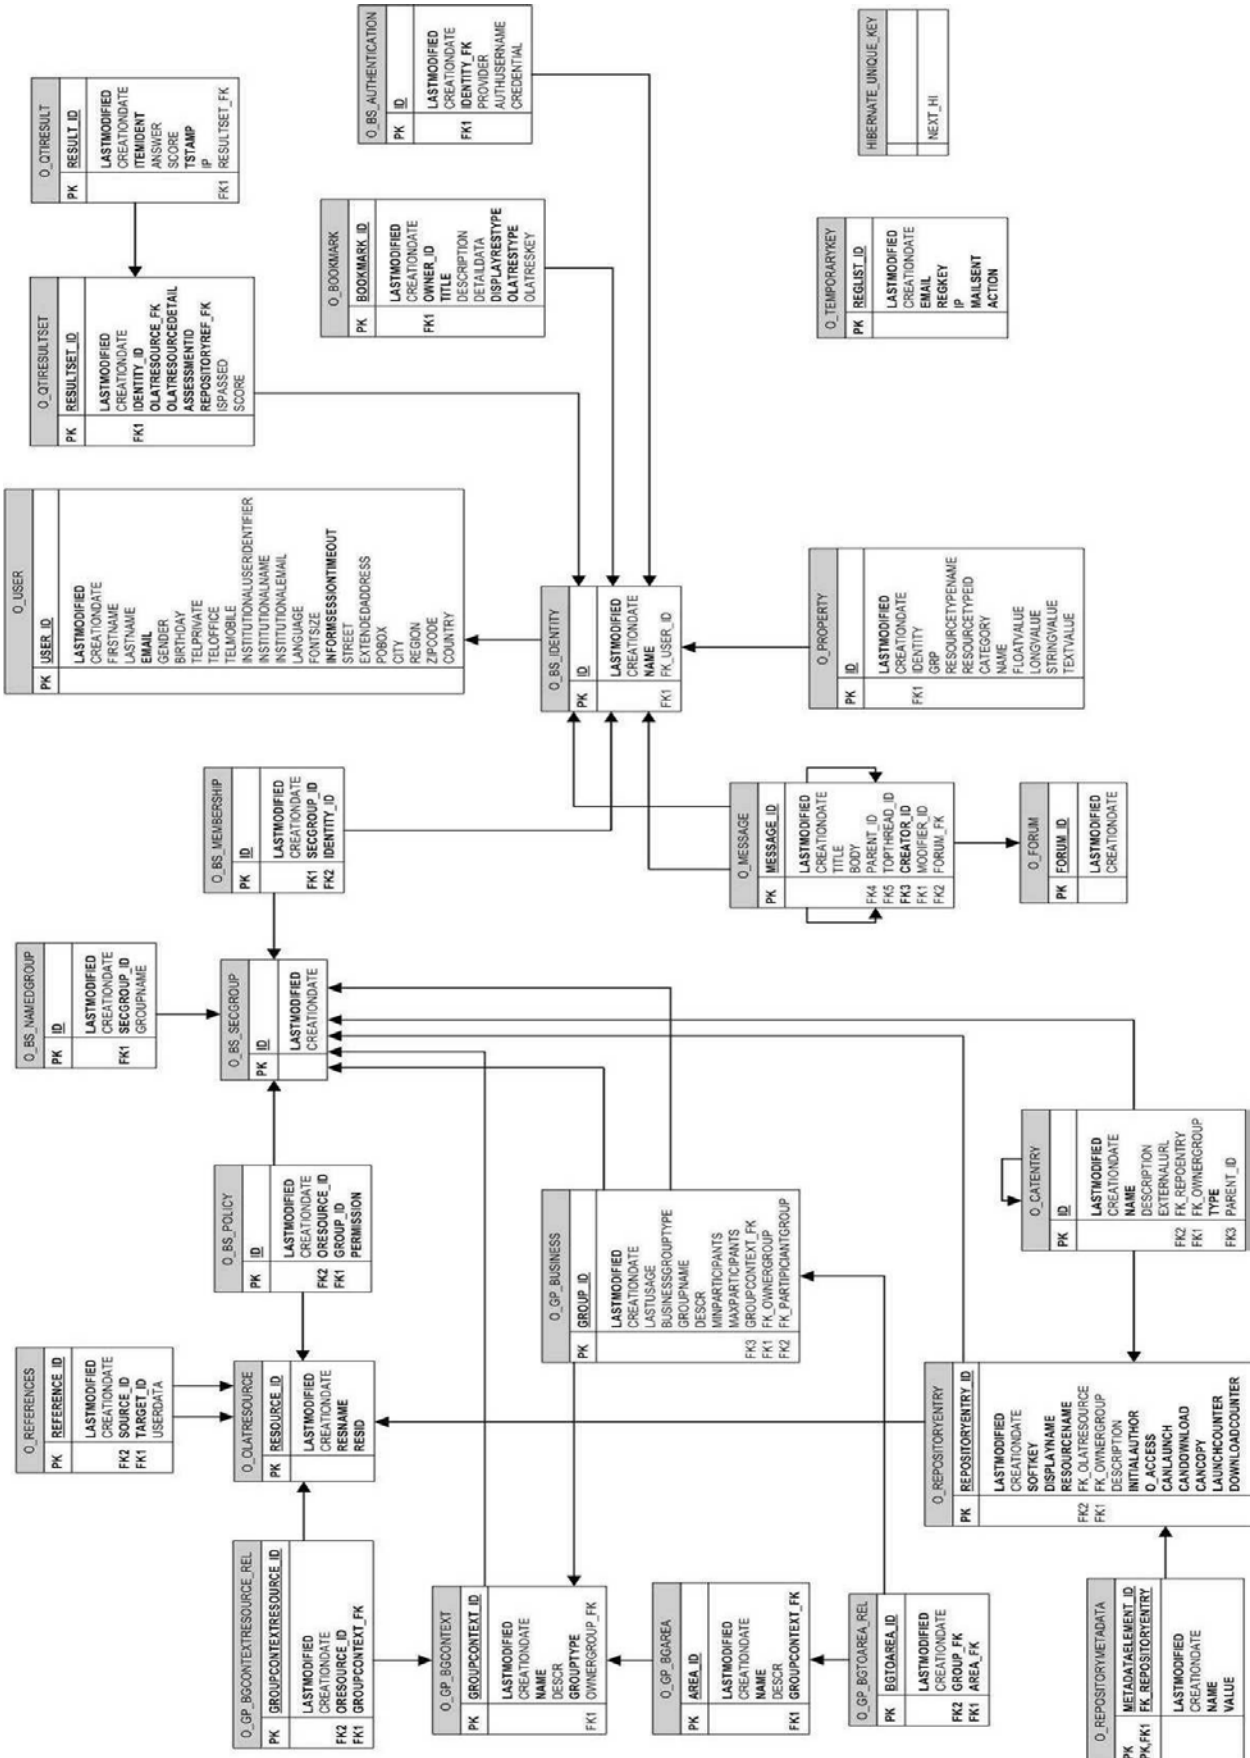 O_QTIRESULT
PK RESULT_ID
LASTMODIFIED
CREATIONDATE
ITEMIDENT
ANSWER
SCORE
TSTAMP
IP
FK1 RESULTSET_FK
O_QTIRESULTSET
PK RESULTSET_ID
LASTMODIFIED
CREATIONDATE
FK1 IDENTITY_ID
OLATRESOURCE_FK
OLATRESOURCEDETAIL
ASSESSMENTID
REPOSITORYREF_FK
ISPASSED
SCORE
O_BS_AUTHENTICATION
PK ID
LASTMODIFIED
CREATIONDATE
FK1 IDENTITY_FK
PROVIDER
AUTHUSERNAME
CREDENTIAL
HIBERNATE_UNIQUE_KEY
NEXT_HI
O_BOOKMARK
PK BOOKMARK_ID
LASTMODIFIED
CREATIONDATE
FK1 OWNER_ID
TITLE
DESCRIPTION
DETAILDATA
DISPLAYRESTYPE
OLATRESTYPE
OLATRESKEY
O_TEMPORARYKEY
PK REGLIST_ID
LASTMODIFIED
CREATIONDATE
EMAIL
REGKEY
IP
MAILSENT
ACTION
O_USER
PK USER_ID
LASTMODIFIED
CREATIONDATE
FIRSTNAME
LASTNAME
EMAIL
GENDER
BIRTHDAY
TELPRIVATE
TELOFFICE
TELMOBILE
INSTITUTIONALUSERIDENTIFIER
INSTITUTIONALNAME
INSTITUTIONALEMAIL
LANGUAGE
FONTSIZE
INFORMSESSIONTIMEOUT
STREET
EXTENDEDADDRESS
POBOX
CITY
REGION
ZIPCODE
COUNTRY
O_BS_IDENTITY
PK ID
LASTMODIFIED
CREATIONDATE
NAME
FK1 FK_USER_ID
O_PROPERTY
PK ID
LASTMODIFIED
CREATIONDATE
FK1 IDENTITY
GRP
RESOURCETYPENAME
RESOURCETYPEID
CATEGORY
NAME
FLOATVALUE
LONGVALUE
STRINGVALUE
TEXTVALUE
O_BS_MEMBERSHIP
PK ID
LASTMODIFIED
CREATIONDATE
FK1 SECGROUP_ID
FK2 IDENTITY_ID
O_MESSAGE
PK MESSAGE_ID
LASTMODIFIED
CREATIONDATE
TITLE
BODY
FK4 PARENT_ID
FK5 TOPTHREAD_ID
FK3 CREATOR_ID
FK1 MODIFIER_ID
FK2 FORUM_FK
O_FORUM
PK FORUM_ID
LASTMODIFIED
CREATIONDATE
O_BS_NAMEDGROUP
PK ID
LASTMODIFIED
CREATIONDATE
FK1 SECGROUP_ID
GROUPNAME
O_BS_SECGROUP
PK ID
LASTMODIFIED
CREATIONDATE
O_BS_POLICY
PK ID
LASTMODIFIED
CREATIONDATE
FK2 ORESOURCE_ID
FK1 GROUP_ID
PERMISSION
O_GP_BUSINESS
PK GROUP_ID
LASTMODIFIED
CREATIONDATE
LASTUSAGE
BUSINESSGROUPTYPE
GROUPNAME
DESCR
MINPARTICIPANTS
MAXPARTICIPANTS
FK3 GROUPCONTEXT_FK
FK1 FK_OWNERGROUP
FK2 FK_PARTIPICIANTGROUP
O_CATENTRY
PK ID
LASTMODIFIED
CREATIONDATE
NAME
DESCRIPTION
EXTERNALURL
FK2 FK_REPOENTRY
FK1 FK_OWNERGROUP
TYPE
FK3 PARENT_ID
O_REFERENCES
PK REFERENCE_ID
LASTMODIFIED
CREATIONDATE
FK2 SOURCE_ID
FK1 TARGET_ID
USERDATA
O_OLATRESOURCE
PK RESOURCE_ID
LASTMODIFIED
CREATIONDATE
RESNAME
RESID
O_REPOSITORYENTRY
PK REPOSITORYENTRY_ID
LASTMODIFIED
CREATIONDATE
SOFTKEY
DISPLAYNAME
RESOURCENAME
FK2 FK_OLATRESOURCE
FK1 FK_OWNERGROUP
DESCRIPTION
INITIALAUTHOR
O_ACCESS
CANLAUNCH
CANDOWNLOAD
CANCOPY
LAUNCHCOUNTER
DOWNLOADCOUNTER
O_GP_BGCONTEXTRESOURCE_REL
PK GROUPCONTEXTRESOURCE_ID
LASTMODIFIED
CREATIONDATE
FK2 ORESOURCE_ID
FK1 GROUPCONTEXT_FK
O_GP_BGCONTEXT
PK GROUPCONTEXT_ID
LASTMODIFIED
CREATIONDATE
NAME
DESCR
GROUPTYPE
FK1 OWNERGROUP_FK
O_GP_BGAREA
PK AREA_ID
LASTMODIFIED
CREATIONDATE
NAME
DESCR
FK1 GROUPCONTEXT_FK
O_GP_BGTOAREA_REL
PK BGTOAREA_ID
LASTMODIFIED
CREATIONDATE
FK2 GROUP_FK
FK1 AREA_FK
O_REPOSITORYMETADATA
PK METADATAELEMENT_ID
PK,FK1 FK_REPOSITORYENTRY
LASTMODIFIED
CREATIONDATE
NAME
VALUE